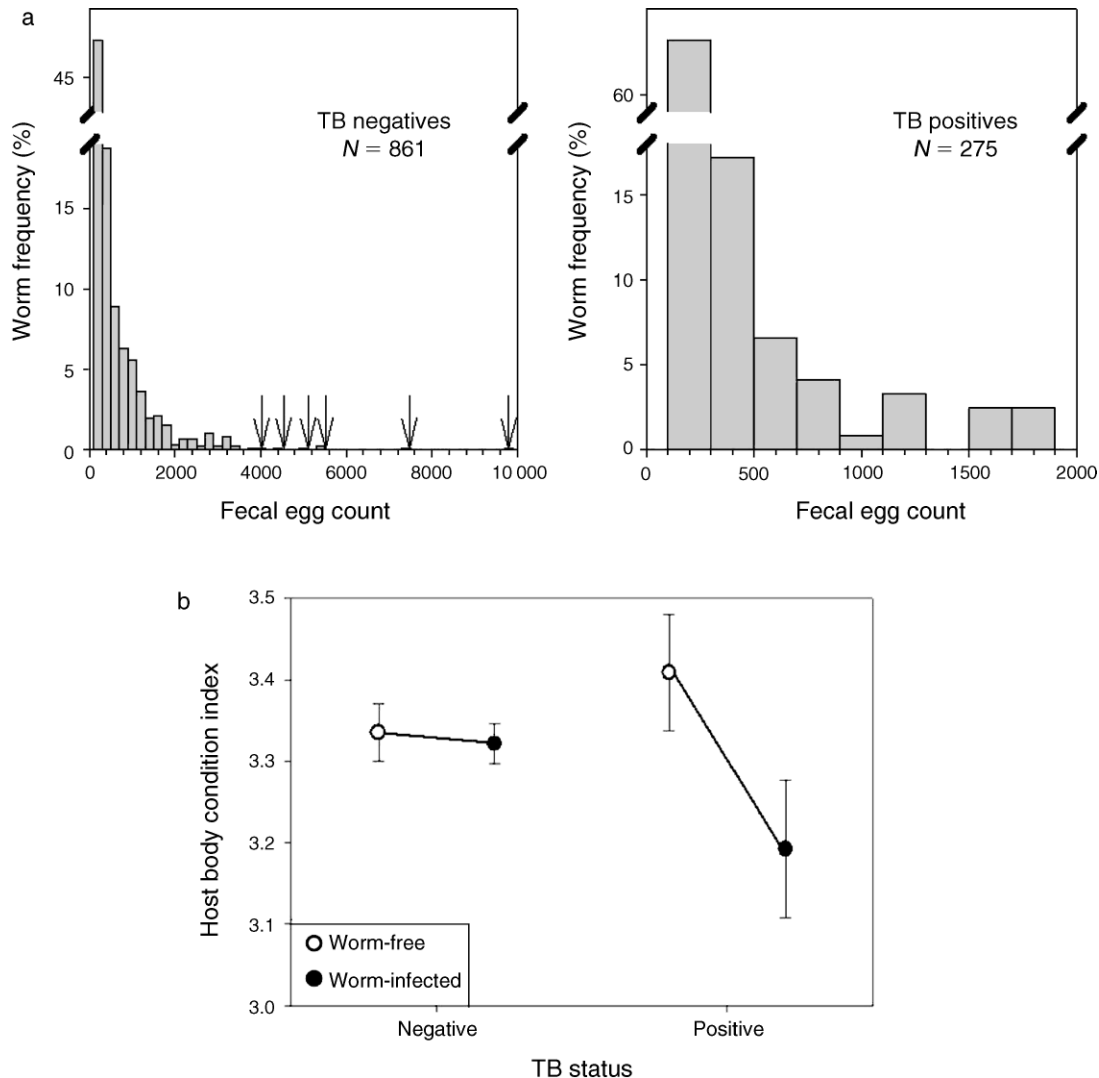 a
45
15
10
5
0
Worm frequency (%)
TB negatives
N = 861
0 2000 4000 6000 8000 10 000
Fecal egg count
60
15
10
5
0
Worm frequency (%)
TB positives
N = 275
0 500 1000 1500 2000
Fecal egg count
b
3.5
3.4
3.3
3.2
3.1
3.0
Host body condition index
Worm-free
Worm-infected
Negative Positive
TB status